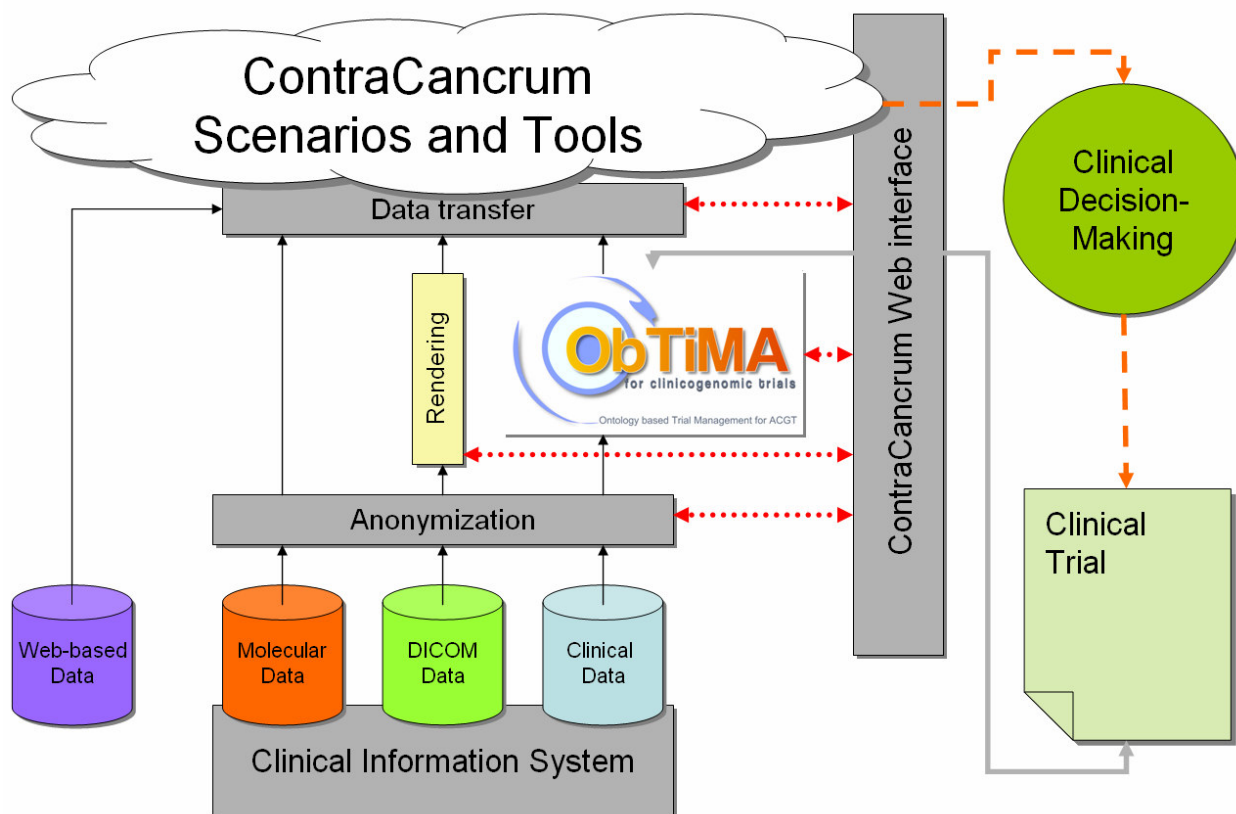 ContraCancrum
Scenarios and Tools
Data transfer
Rendering
ObTiMA
for clinicogenomic trials
Ontology based Trial Management for ACGT
ContraCancrum Web interface
Clinical
Decision-
Making
Anonymization
Clinical
Trial
Web-based
Data
Molecular
Data
DICOM
Data
Clinical
Data
Clinical Information System